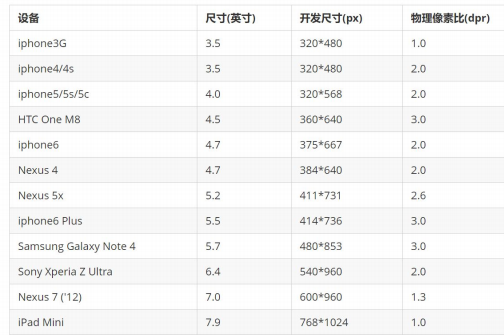 设备 尺寸(英寸) 开发尺寸(px) 物理像素比(dpr)
iphone3G 3.5 320*480 1.0
iphone4/4s 3.5 320*480 2.0
iphone5/5s/5c 4.0 320*568 2.0
HTC One M8 4.5 360*640 3.0
iphone6 4.7 375*667 2.0
Nexus 4 4.7 384*640 2.0
Nexus 5x 5.2 411*731 2.6
iphone6 Plus 5.5 414*736 3.0
Samsung Galaxy Note 4 5.7 480*853 3.0
Sony Xperia Z Ultra 6.4 540*960 2.0
Nexus 7 ('12) 7.0 600*960 1.3
iPad Mini 7.9 768*1024 1.0